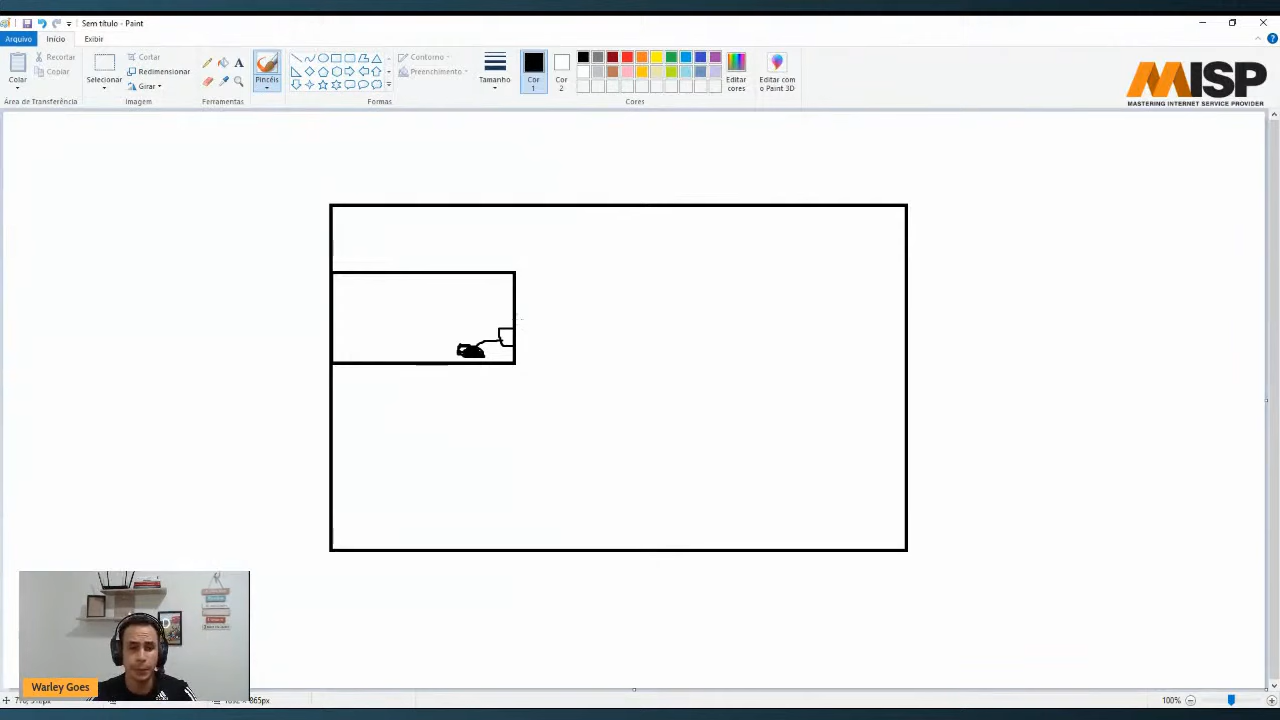 Sem título - Paint
Arquivo
Início
Exibir
Colar
Recortar
Copiar
Área de Transferência
Selecionar
Cortar
Redimensionar
Girar
Imagem
A
Ferramentas
Pincéis
Contorno
Preenchimento
Formas
Tamanho
Cor
1
Cor
2
Editar
cores
Cores
Editar com
o Paint 3D
MISP
MASTERING INTERNET SERVICE PROVIDER
Warley Goes
100%